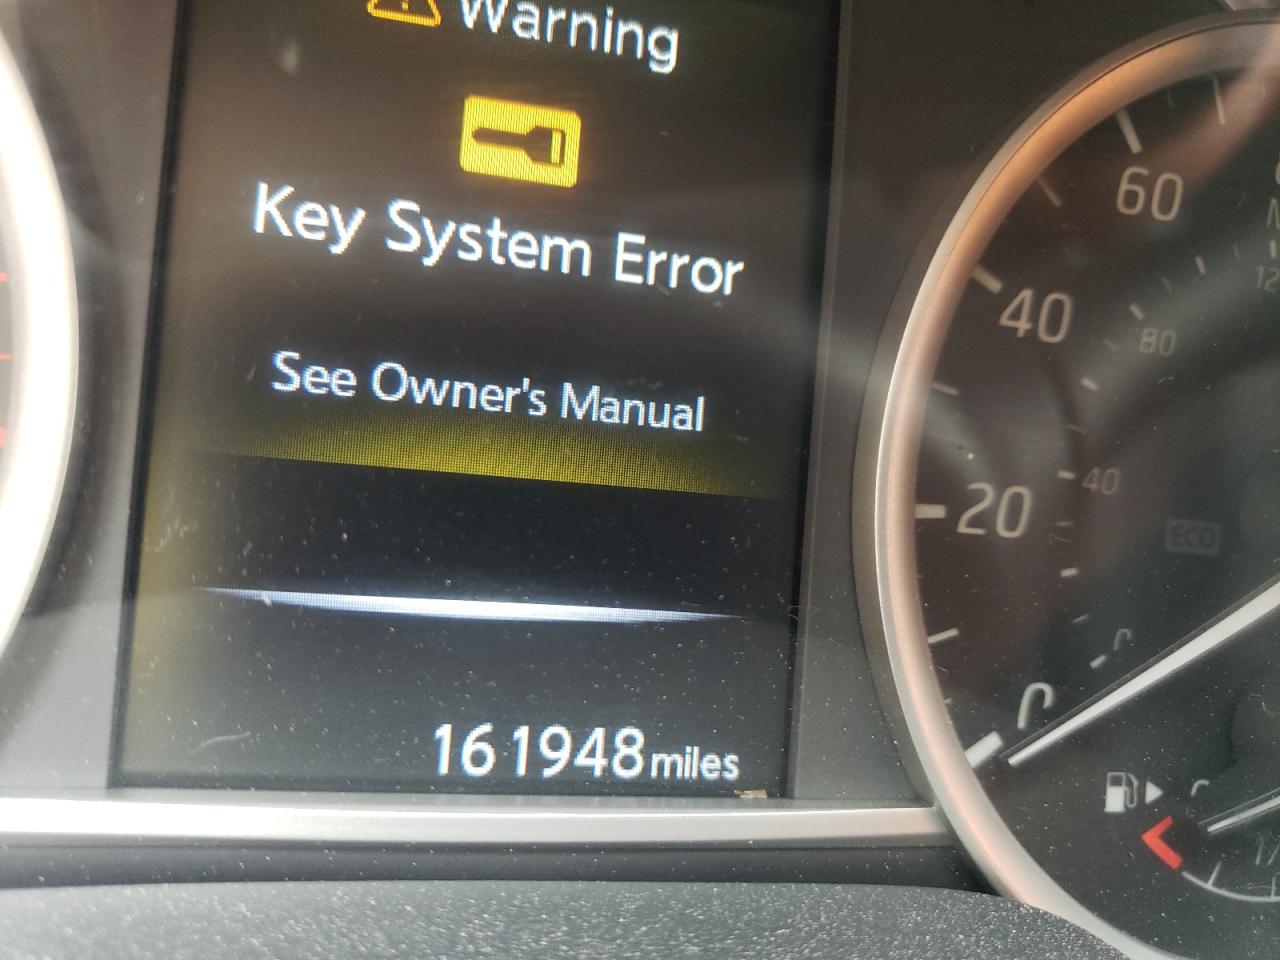 Warning
Key System Error
See Owner's Manual
161948 miles
60
40
80
20
40
ECO